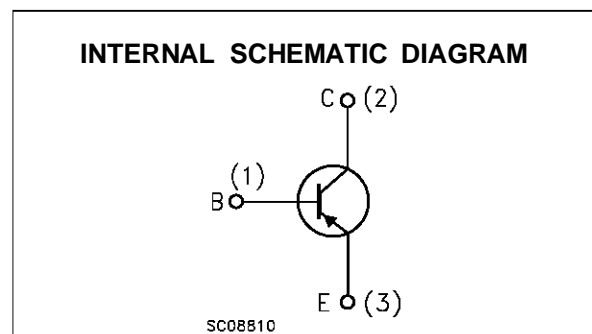 INTERNAL SCHEMATIC DIAGRAM
C (2)
(1)
B
E (3)
SC08810